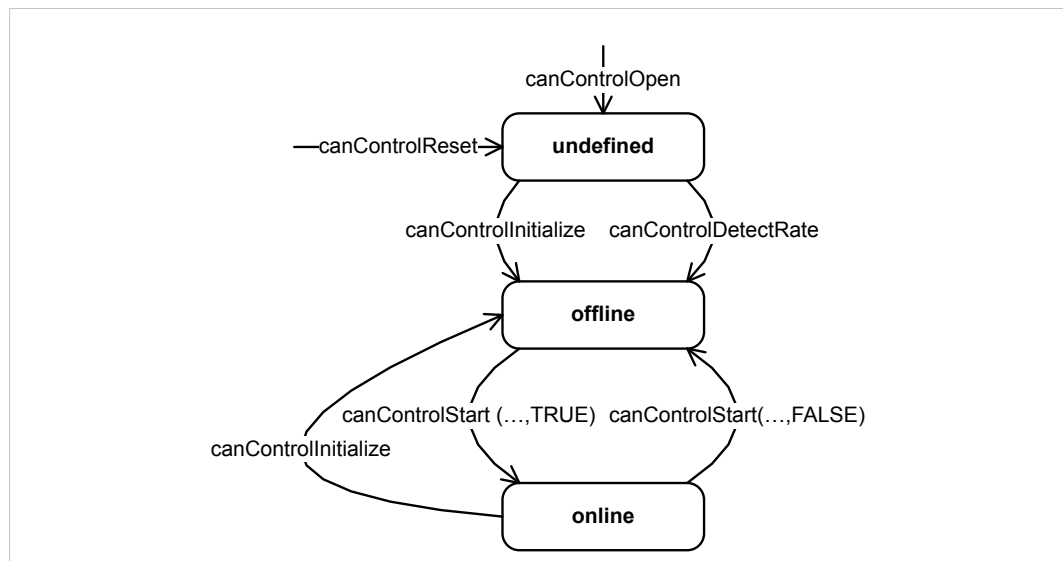 canControlOpen
canControlReset
undefined
canControlInitialize
canControlDetectRate
offline
canControlStart (…,TRUE)
canControlStart(…,FALSE)
canControlInitialize
online